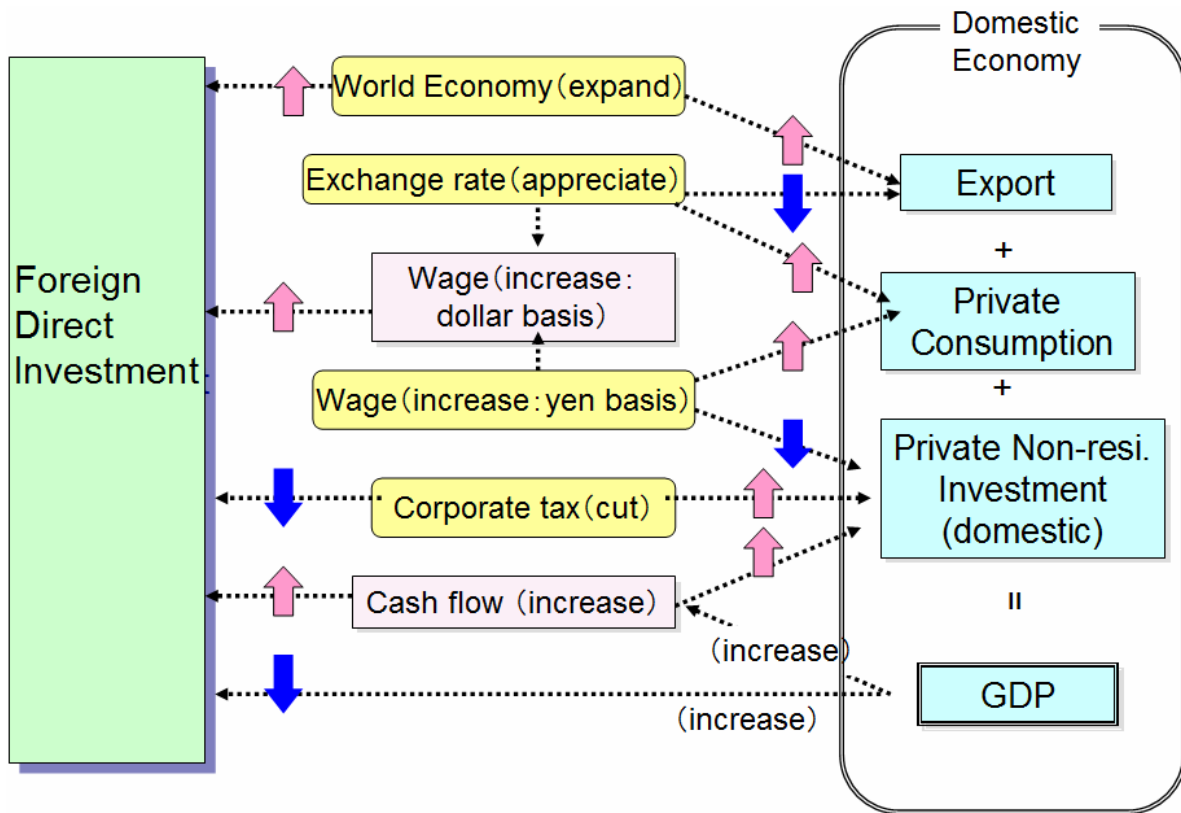 Domestic
Economy
World Economy(expand)
Exchange rate(appreciate)
Export
+
Foreign
Direct
Investment
Wage(increase:
dollar basis)
Private
Consumption
+
Wage(increase:yen basis)
Private Non-resi.
Investment
(domestic)
Corporate tax(cut)
Cash flow (increase)
=
(increase)
GDP
(increase)